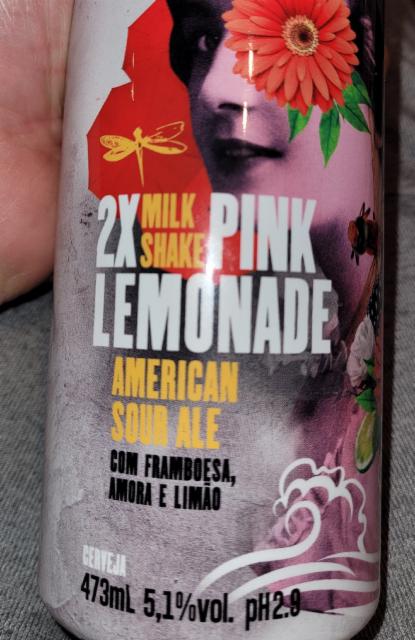 2X MILK SHAKE PINK
LEMONADE
AMERICAN
SOUR ALE
COM FRAMBOESA,
AMORA E LIMÃO
CERVEJA
473mL 5,1%vol. pH2.9